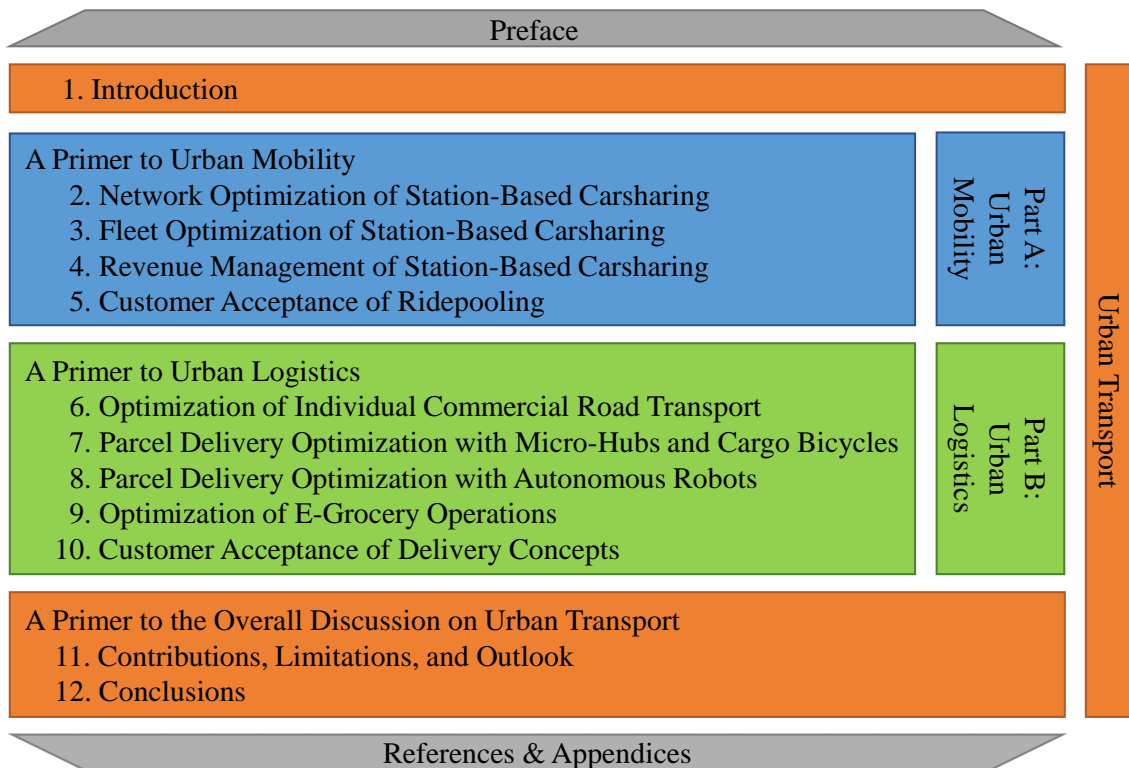 Preface
1. Introduction
A Primer to Urban Mobility
2. Network Optimization of Station-Based Carsharing
3. Fleet Optimization of Station-Based Carsharing
4. Revenue Management of Station-Based Carsharing
5. Customer Acceptance of Ridepooling
Part A:
Urban
Mobility
A Primer to Urban Logistics
6. Optimization of Individual Commercial Road Transport
7. Parcel Delivery Optimization with Micro-Hubs and Cargo Bicycles
8. Parcel Delivery Optimization with Autonomous Robots
9. Optimization of E-Grocery Operations
10. Customer Acceptance of Delivery Concepts
Part B:
Urban
Logistics
A Primer to the Overall Discussion on Urban Transport
11. Contributions, Limitations, and Outlook
12. Conclusions
Urban Transport
References & Appendices